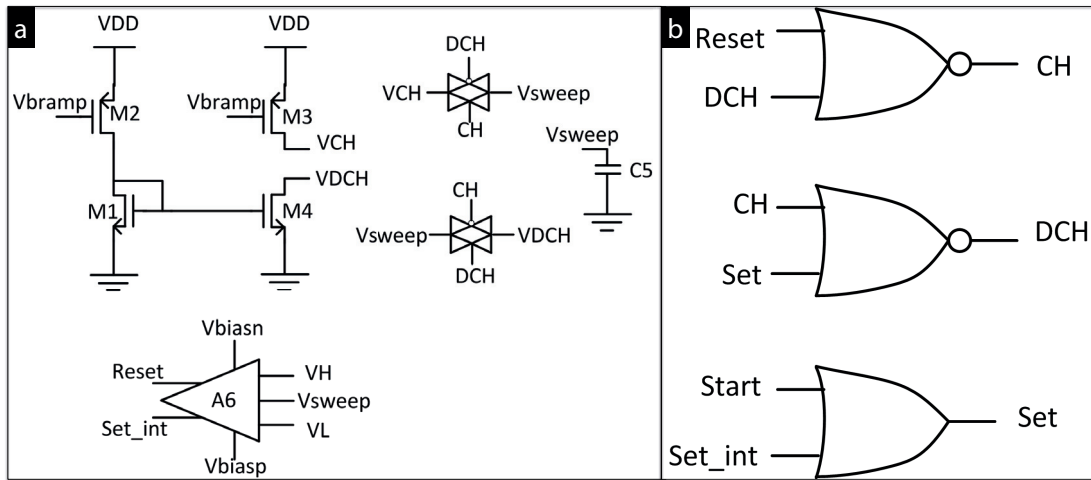 a
VDD
VDD
Vbramp
M2
Vbramp
M3
VCH
VDCH
M1
M4
DCH
VCH
Vsweep
CH
Vsweep
C5
CH
Vsweep
VDCH
DCH
Vbiasn
Reset
VH
A6
Vsweep
Set_int
VL
Vbiasp
b
Reset
CH
DCH
CH
DCH
Set
Start
Set
Set_int